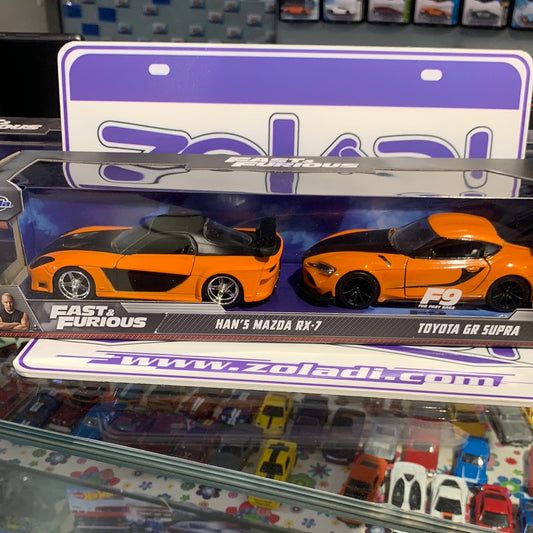 ZOLADI
FAST & FURIOUS
F9
THE FAST SAGA
FAST & FURIOUS
HAN'S MAZDA RX-7
TOYOTA GR SUPRA
www.zoladi.com